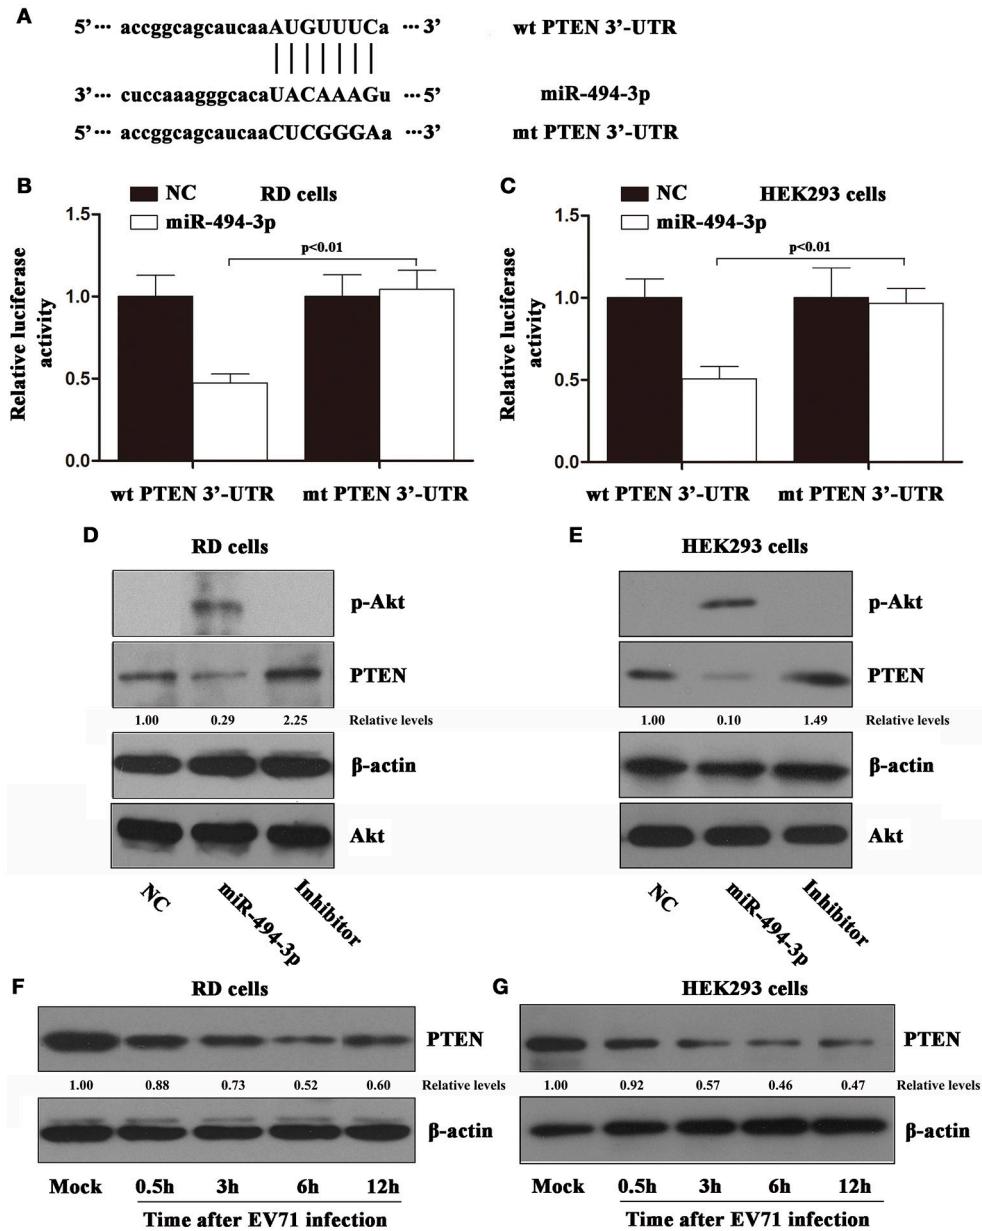 A
5’··· accggcagcaucaaAUGUUUCa ···3’ wt PTEN 3’-UTR
3’··· cuccaaagggcacaUACAAAGu ···5’ miR-494-3p
5’··· accggcagcaucaaCUCGGGAa ···3’ mt PTEN 3’-UTR
B
NC
RD cells
miR-494-3p
p<0.01
Relative luciferase activity
1.5
1.0
0.5
0.0
wt PTEN 3’-UTR mt PTEN 3’-UTR
C
NC
HEK293 cells
miR-494-3p
p<0.01
Relative luciferase activity
1.5
1.0
0.5
0.0
wt PTEN 3’-UTR mt PTEN 3’-UTR
D
RD cells
p-Akt
PTEN
1.00 0.29 2.25 Relative levels
β-actin
Akt
NC miR-494-3p Inhibitor
E
HEK293 cells
p-Akt
PTEN
1.00 0.10 1.49 Relative levels
β-actin
Akt
NC miR-494-3p Inhibitor
F
RD cells
PTEN
1.00 0.88 0.73 0.52 0.60 Relative levels
β-actin
Mock 0.5h 3h 6h 12h
Time after EV71 infection
G
HEK293 cells
PTEN
1.00 0.92 0.57 0.46 0.47 Relative levels
β-actin
Mock 0.5h 3h 6h 12h
Time after EV71 infection